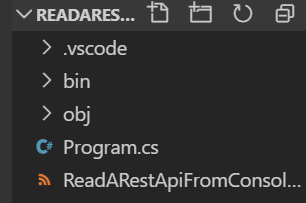 READARES...
.vscode
bin
obj
C# Program.cs
ReadARestApiFromConsol...